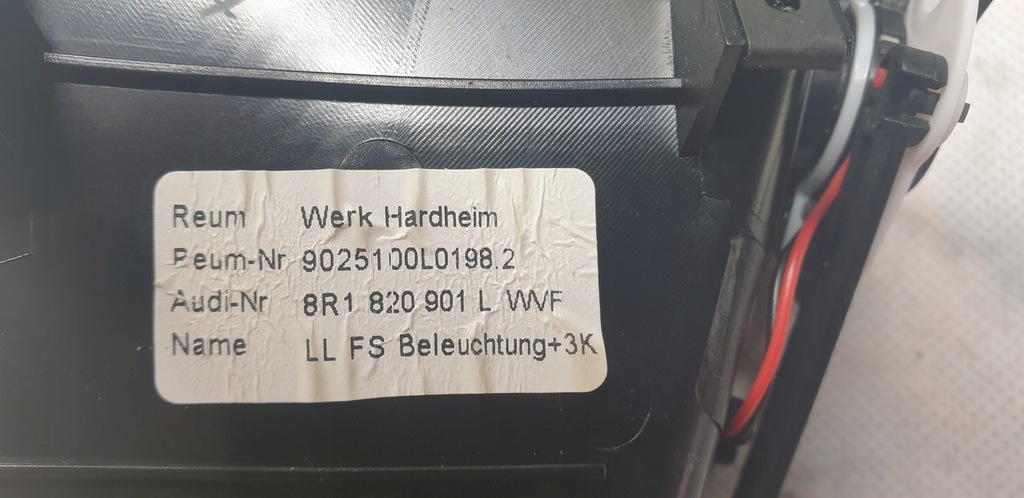 Reum Werk Hardheim
Reum-Nr 9025100L0198.2
Audi-Nr 8R1 820 901 L WVF
Name LL FS Beleuchtung+3K